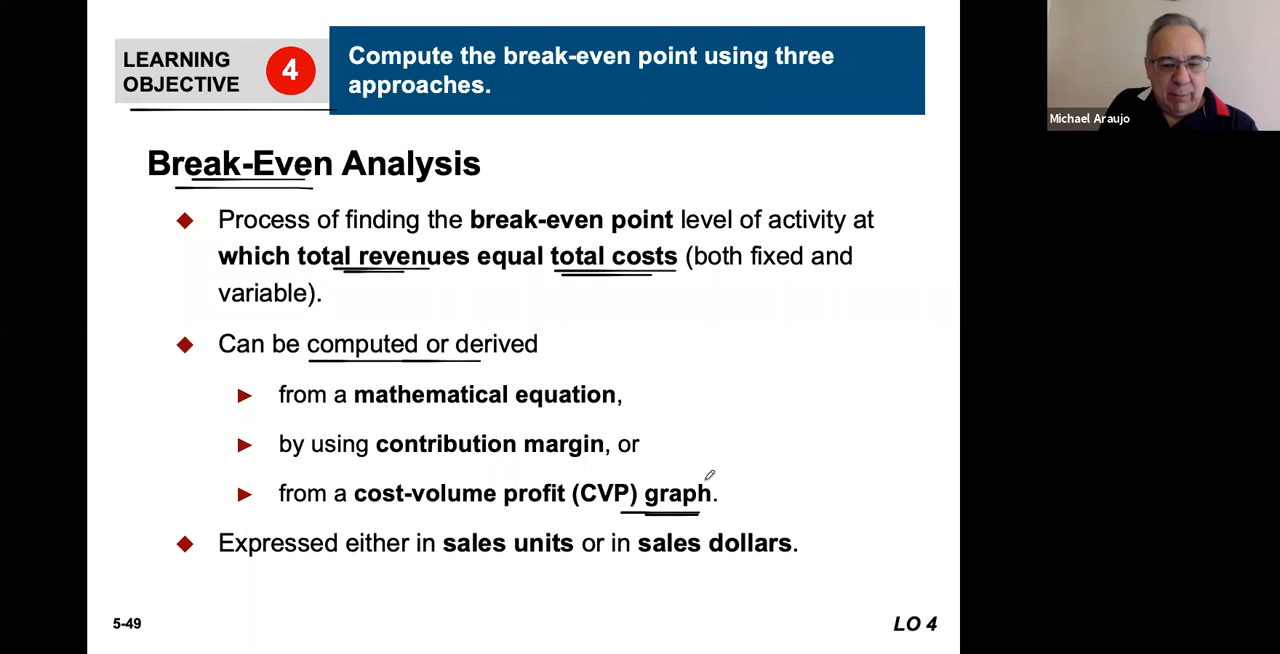 LEARNING
OBJECTIVE
4
Compute the break-even point using three
approaches.
Michael Araujo
Break-Even Analysis
Process of finding the break-even point level of activity at
which total revenues equal total costs (both fixed and
variable).
Can be computed or derived
from a mathematical equation,
by using contribution margin, or
from a cost-volume profit (CVP) graph.
Expressed either in sales units or in sales dollars.
5-49
LO 4